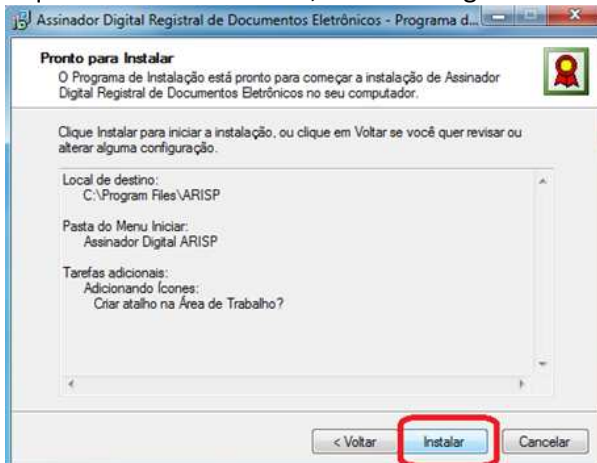 Assinador Digital Registral de Documentos Eletrônicos - Programa d...
Pronto para Instalar
O Programa de Instalação está pronto para começar a instalação de Assinador
Digital Registral de Documentos Eletrônicos no seu computador.
Clique Instalar para iniciar a instalação, ou clique em Voltar se você quer revisar ou
alterar alguma configuração.
Local de destino:
C:\Program Files\ARISP
Pasta do Menu Iniciar:
Assinador Digital ARISP
Tarefas adicionais:
Adicionando Ícones:
Criar atalho na Área de Trabalho?
< Voltar
Instalar
Cancelar